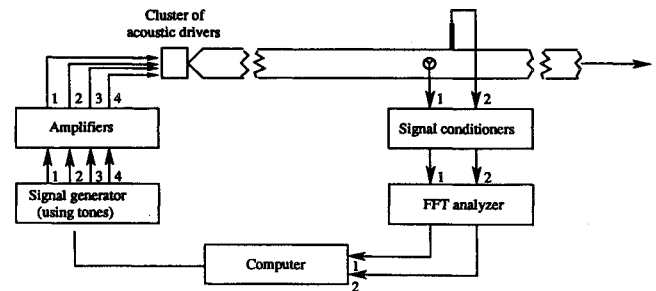 Cluster of
acoustic drivers
1 2 3 4
1 2
Amplifiers
Signal conditioners
1 2 3 4
1 2
Signal generator
(using tones)
FFT analyzer
Computer
1
2